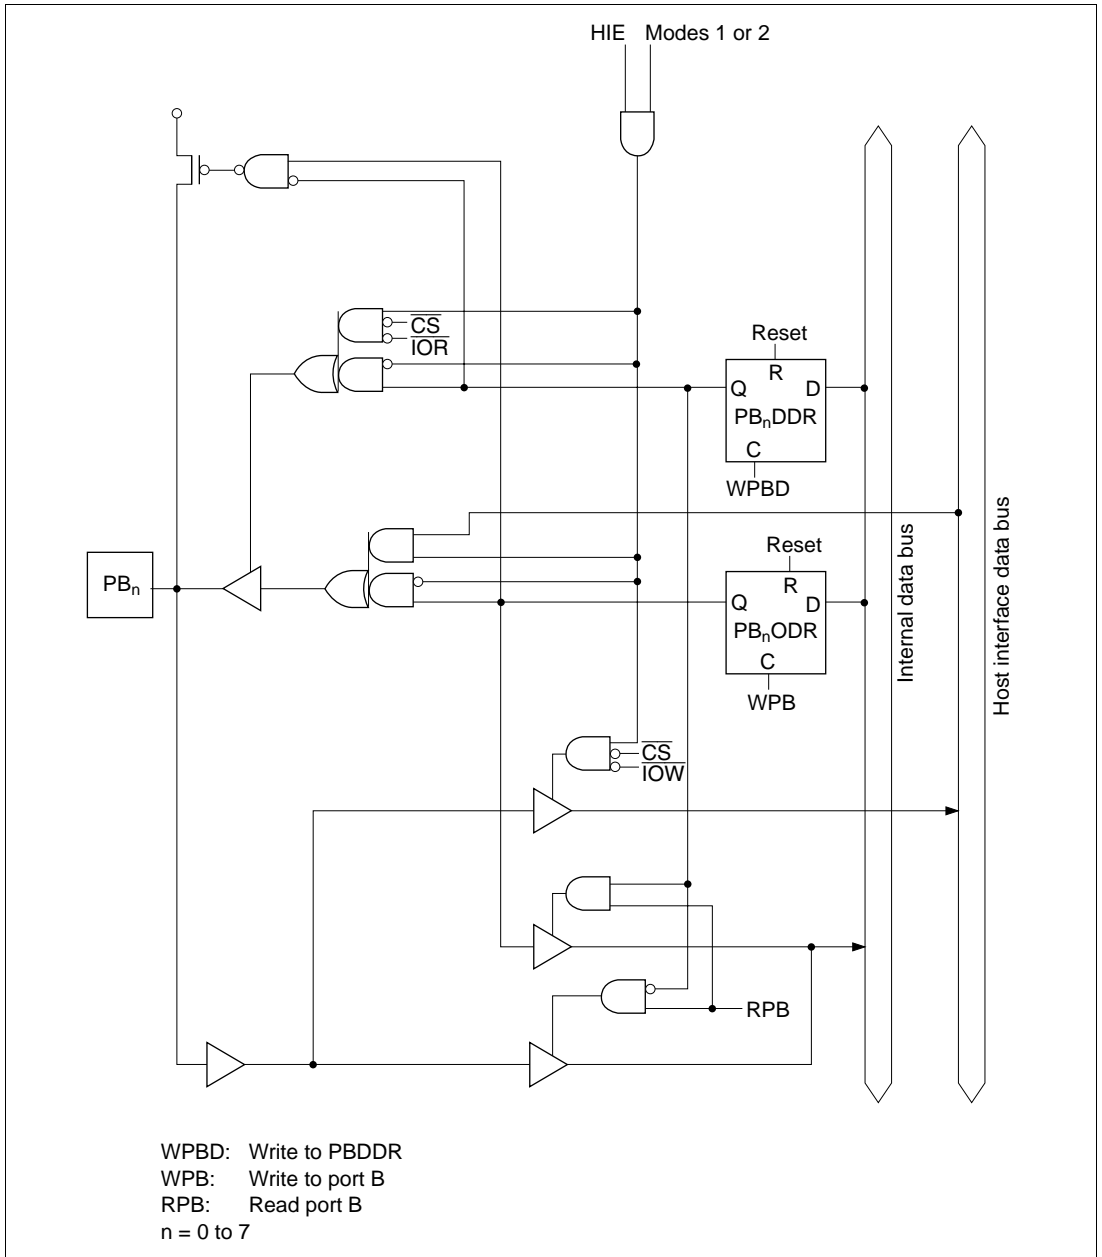 HIE Modes 1 or 2
CS
IOR
Reset
R
Q D
PBnDDR
C
WPBD
Reset
R
Q D
PBnODR
C
WPB
PBn
Internal data bus
Host interface data bus
CS
IOW
RPB
WPBD: Write to PBDDR
WPB: Write to port B
RPB: Read port B
n = 0 to 7